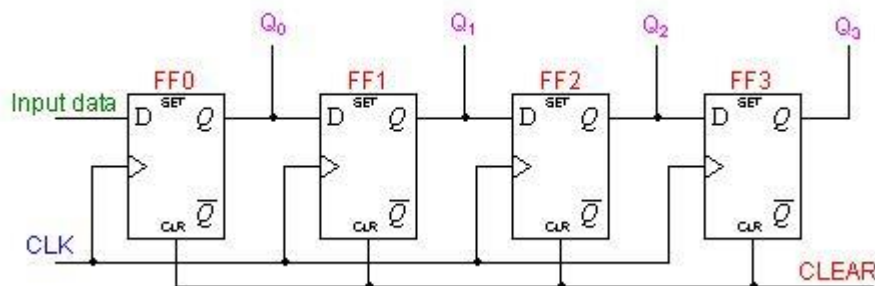 Q₀ Q₁ Q₂ Q₃
FF0 FF1 FF2 FF3
Input data
D SET Q D SET Q D SET Q D SET Q
CLR Q̅ CLR Q̅ CLR Q̅ CLR Q̅
CLK
CLEAR